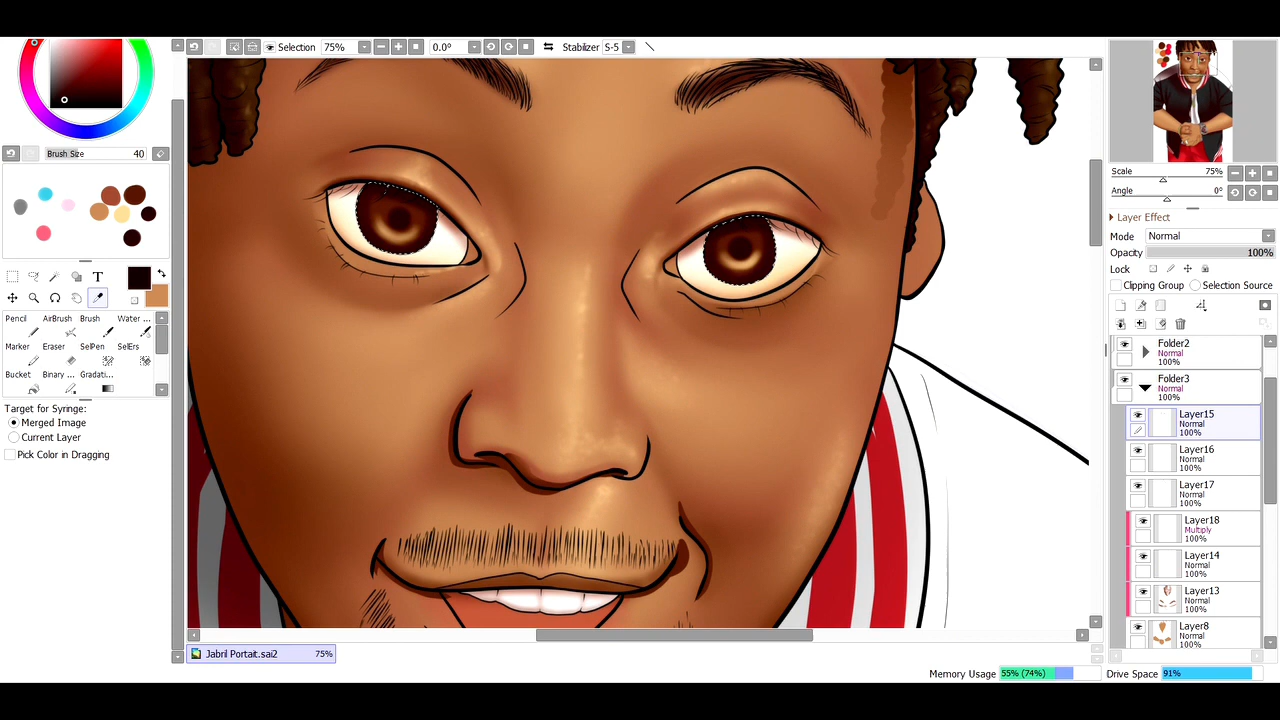 Selection 75% 0.0° Stabilizer S-5
Brush Size 40
T
Pencil AirBrush Brush Water ...
Marker Eraser SelPen SelErs
Bucket Binary ... Gradati...
Target for Syringe:
Merged Image
Current Layer
Pick Color in Dragging
Jabril Portait.sai2 75%
Memory Usage 55% (74%) Drive Space 91%
Scale 75%
Angle 0°
Layer Effect
Mode Normal
Opacity 100%
Lock
Clipping Group Selection Source
Folder2
Normal
100%
Folder3
Normal
100%
Layer15
Normal
100%
Layer16
Normal
100%
Layer17
Normal
100%
Layer18
Multiply
100%
Layer14
Normal
100%
Layer13
Normal
100%
Layer8
Normal
100%